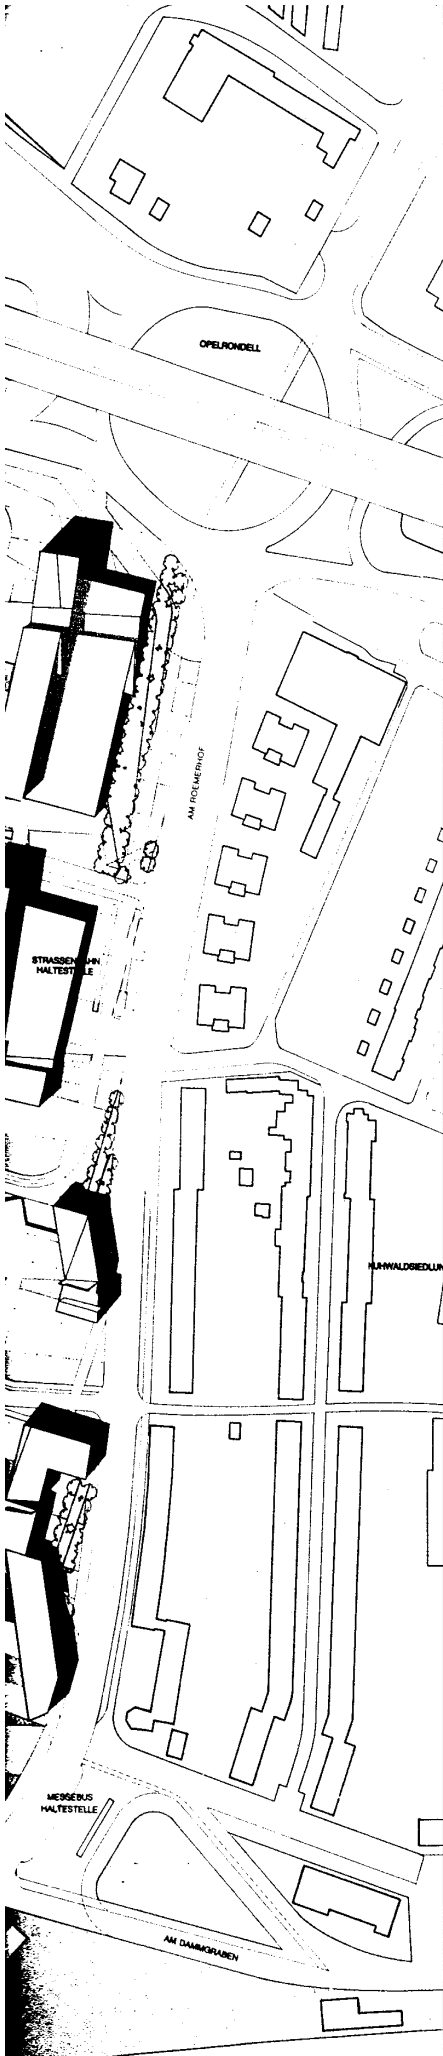 OPELRONDELL
AM ROEMERHOF
STRASSENBAHN
HALTESTELLE
KUHWALDSIEDLUN
MESSEBUS
HALTESTELLE
AM DAMMGRABEN